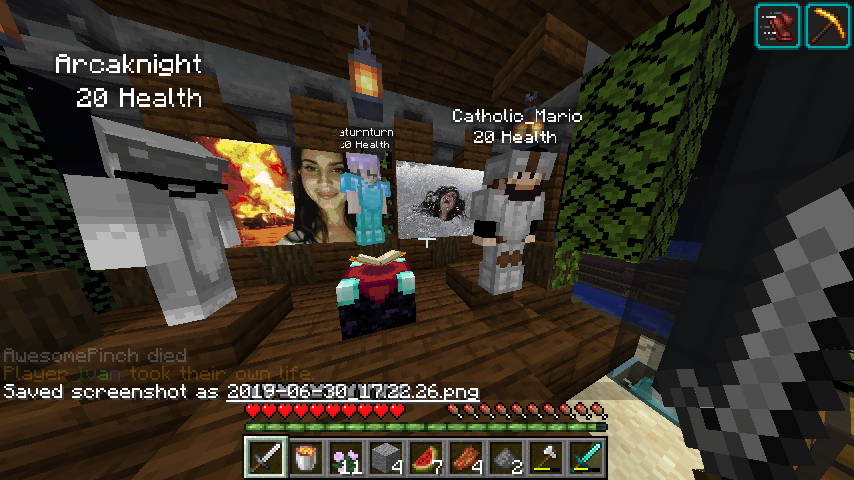 Arcaknight
20 Health
aturnturn
0 Health
Catholic_Mario
20 Health
AwesomePinch died
Player Ivan took their own life
Saved screenshot as 2019-06-30_17.22.26.png
11
4
7
4
2